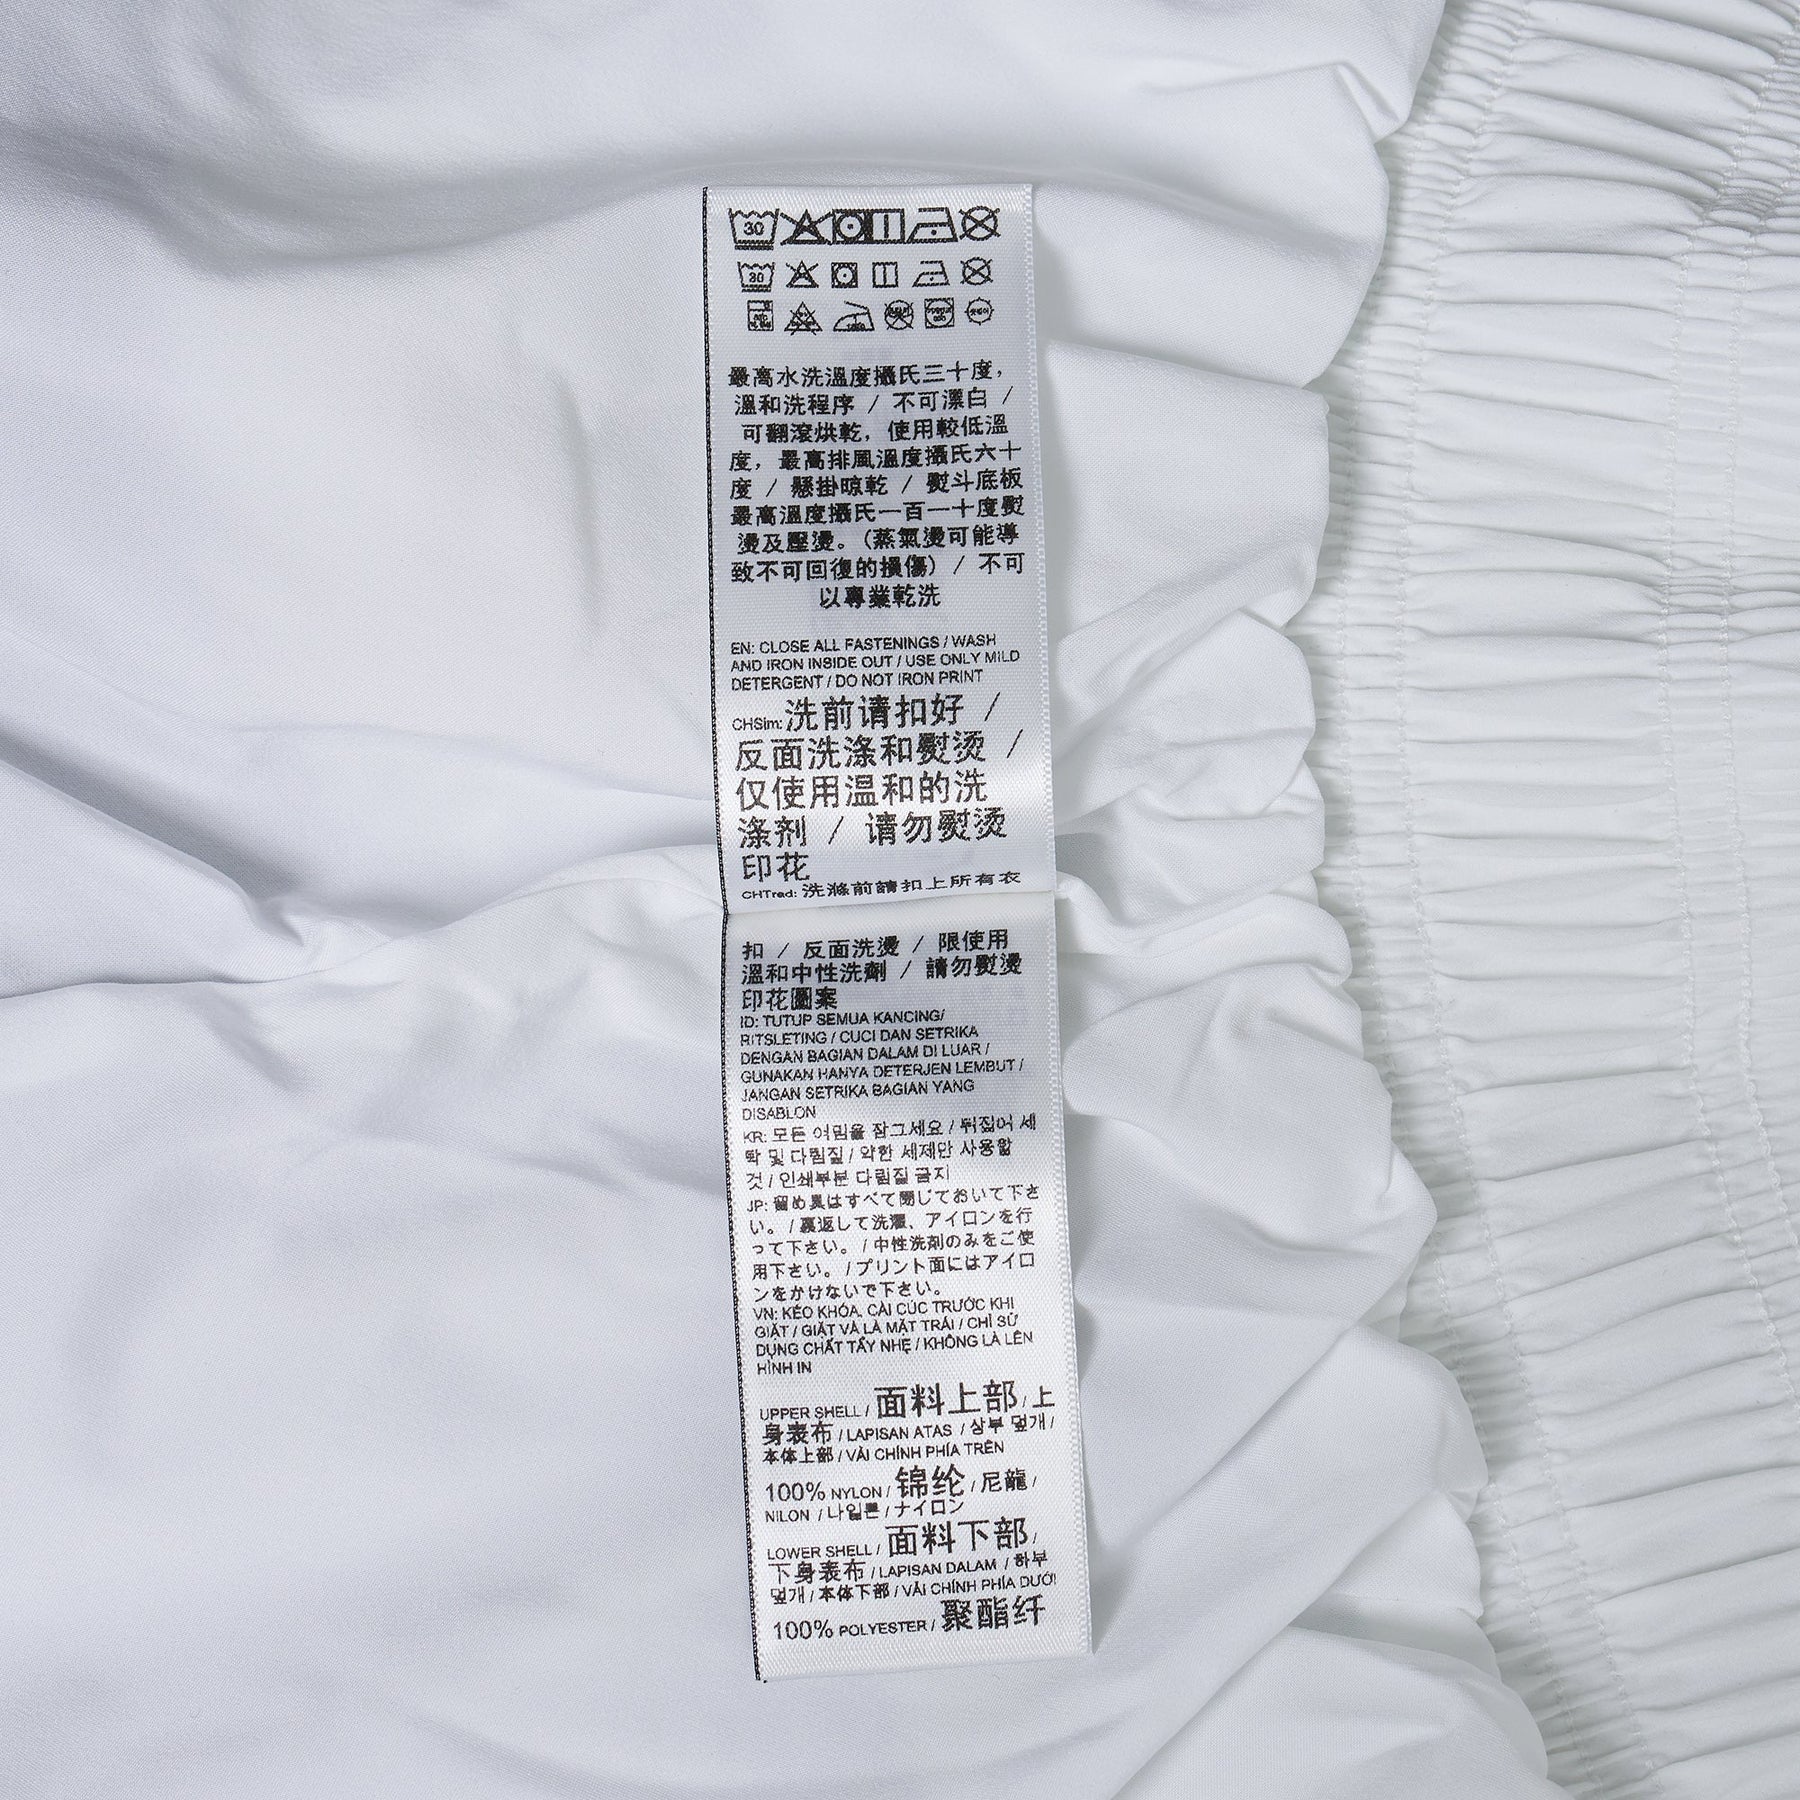 30
30
最高水洗溫度攝氏三十度，
溫和洗程序 / 不可漂白 /
可翻滾烘乾，使用較低溫
度，最高排風溫度攝氏六十
度 / 懸掛晾乾 / 熨斗底板
最高溫度攝氏一百一十度熨
燙及壓燙。(蒸氣燙可能導
致不可回復的損傷) / 不可
以專業乾洗
EN: CLOSE ALL FASTENINGS / WASH
AND IRON INSIDE OUT / USE ONLY MILD
DETERGENT / DO NOT IRON PRINT
CHSim: 洗前请扣好 /
反面洗涤和熨烫 /
仅使用温和的洗
涤剂 / 请勿熨烫
印花
CHTrad: 洗滌前請扣上所有衣
扣 / 反面洗燙 / 限使用
溫和中性洗劑 / 請勿熨燙
印花圖案
ID: TUTUP SEMUA KANCING/
RITSLETING / CUCI DAN SETRIKA
DENGAN BAGIAN DALAM DI LUAR /
GUNAKAN HANYA DETERJEN LEMBUT /
JANGAN SETRIKA BAGIAN YANG
DISABLON
KR: 모든 여밈을 잠그세요 / 뒤집어 세
탁 및 다림질 / 약한 세제만 사용할
것 / 인쇄부분 다림질 금지
JP: 留め具はすべて閉じておいて下さ
い。 / 裏返して洗濯、アイロンを行
って下さい。 / 中性洗剤のみをご使
用下さい。 / プリント面にはアイロ
ンをかけないで下さい。
VN: KÉO KHÓA, CÀI CÚC TRƯỚC KHI
GIẶT / GIẶT VÀ LÀ MẶT TRÁI / CHỈ SỬ
DỤNG CHẤT TẨY NHẸ / KHÔNG LÀ LÊN
HÌNH IN
UPPER SHELL / 面料上部 / 上
身表布 / LAPISAN ATAS / 상부 덮개 /
本体上部 / VẢI CHÍNH PHÍA TRÊN
100% NYLON / 锦纶 / 尼龍 /
NILON / 나일론 / ナイロン
LOWER SHELL / 面料下部 /
下身表布 / LAPISAN DALAM / 하부
덮개 / 本体下部 / VẢI CHÍNH PHÍA DƯỚI
100% POLYESTER / 聚酯纤